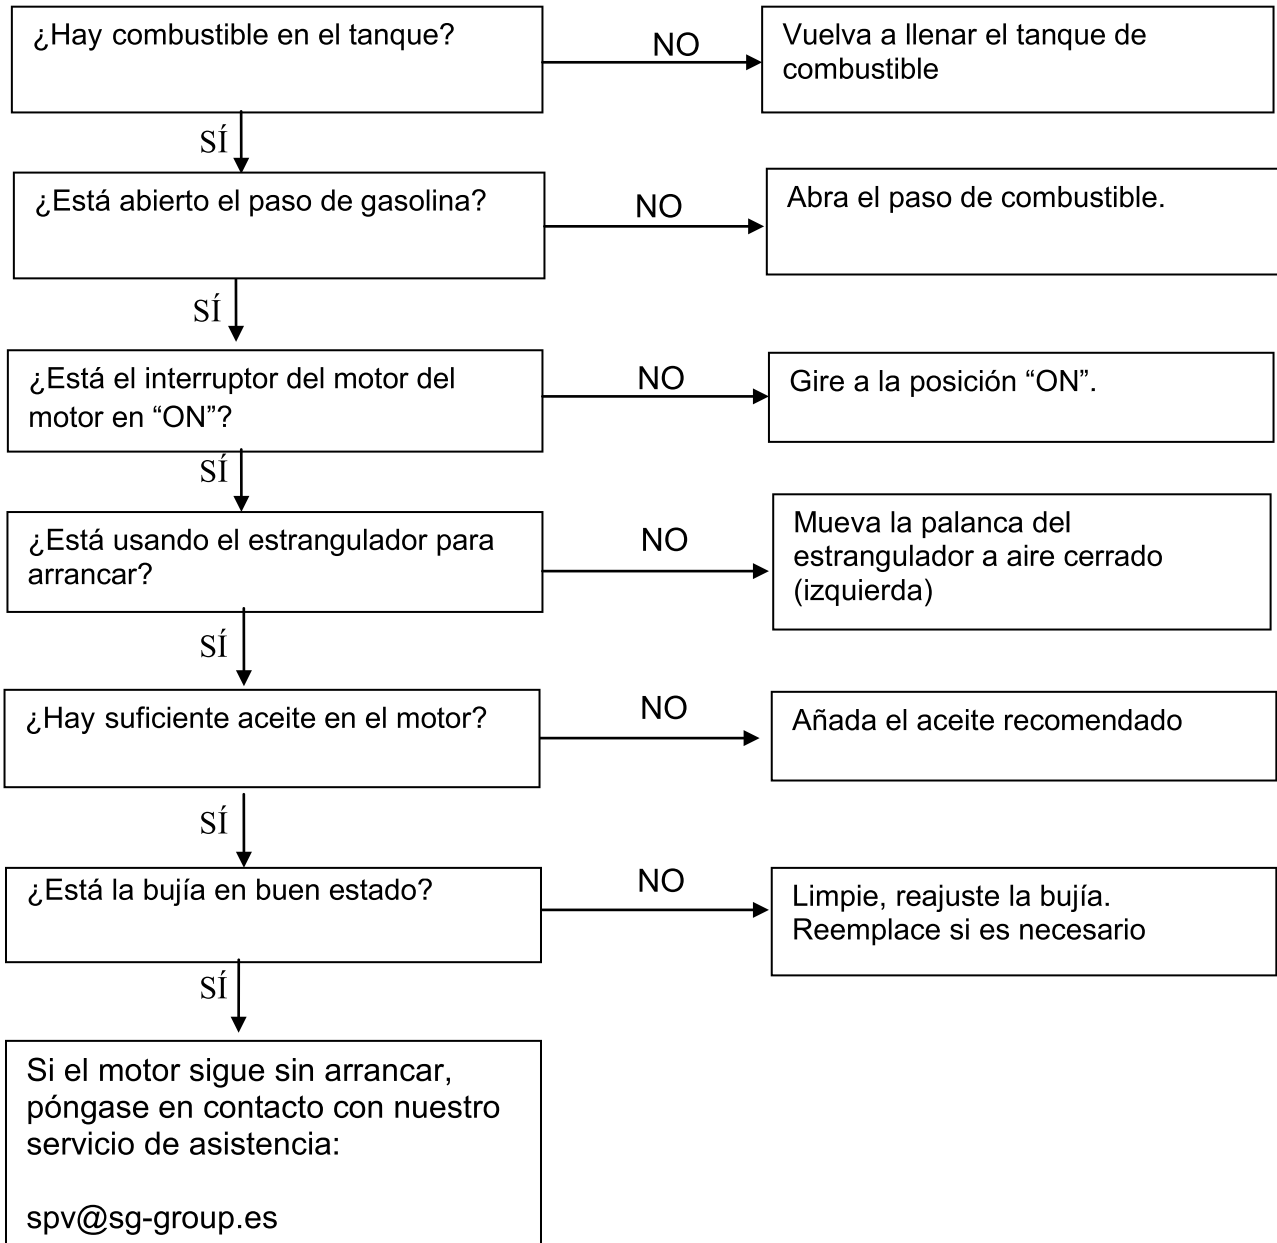 ¿Hay combustible en el tanque?
NO
Vuelva a llenar el tanque de
combustible
SÍ
¿Está abierto el paso de gasolina?
NO
Abra el paso de combustible.
SÍ
¿Está el interruptor del motor del
motor en “ON”?
NO
Gire a la posición “ON”.
SÍ
¿Está usando el estrangulador para
arrancar?
NO
Mueva la palanca del
estrangulador a aire cerrado
(izquierda)
SÍ
¿Hay suficiente aceite en el motor?
NO
Añada el aceite recomendado
SÍ
¿Está la bujía en buen estado?
NO
Limpie, reajuste la bujía.
Reemplace si es necesario
SÍ
Si el motor sigue sin arrancar,
póngase en contacto con nuestro
servicio de asistencia:
spv@sg-group.es